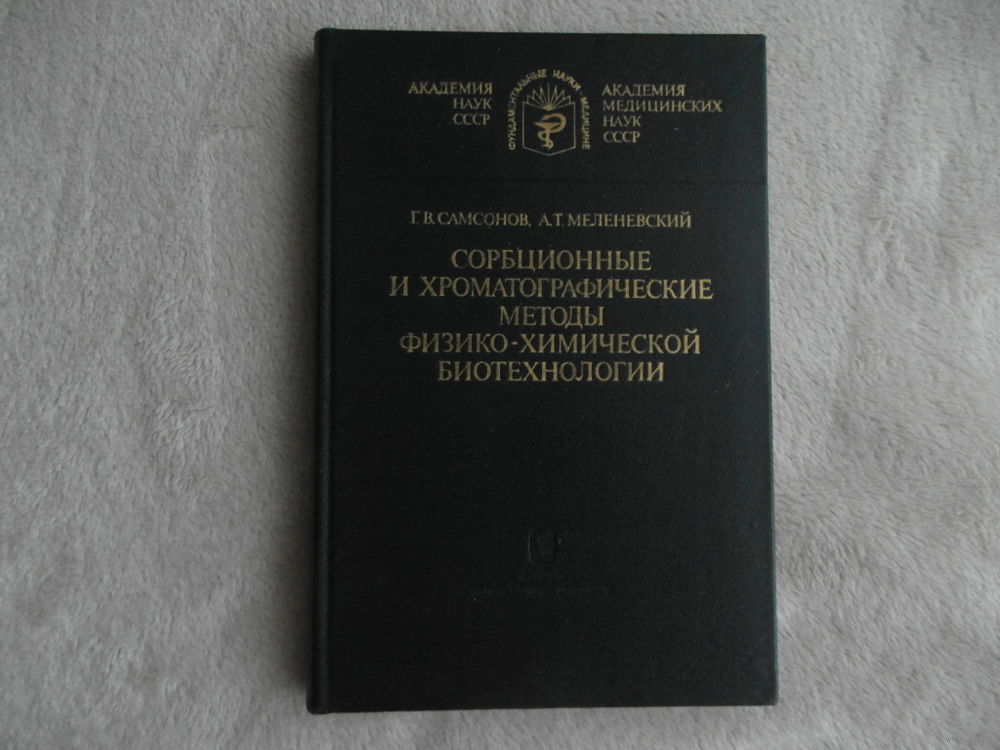 АКАДЕМИЯ
НАУК
СССР
ФУНДАМЕНТАЛЬНЫЕ НАУКИ - МЕДИЦИНЕ
АКАДЕМИЯ
МЕДИЦИНСКИХ
НАУК
СССР
Г. В. САМСОНОВ, А. Т. МЕЛЕНЕВСКИЙ
СОРБЦИОННЫЕ
И ХРОМАТОГРАФИЧЕСКИЕ
МЕТОДЫ
ФИЗИКО-ХИМИЧЕСКОЙ
БИОТЕХНОЛОГИИ